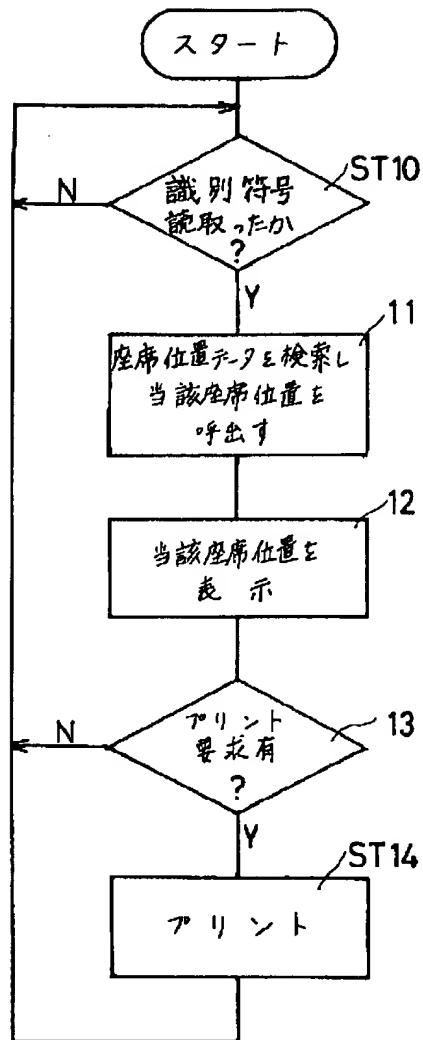 スタート
ST10
N
識別符号
読取ったか
?
Y
11
座席位置データを検索し
当該座席位置を
呼出す
12
当該座席位置を
表示
13
N
プリント
要求有
?
Y
ST14
プリント